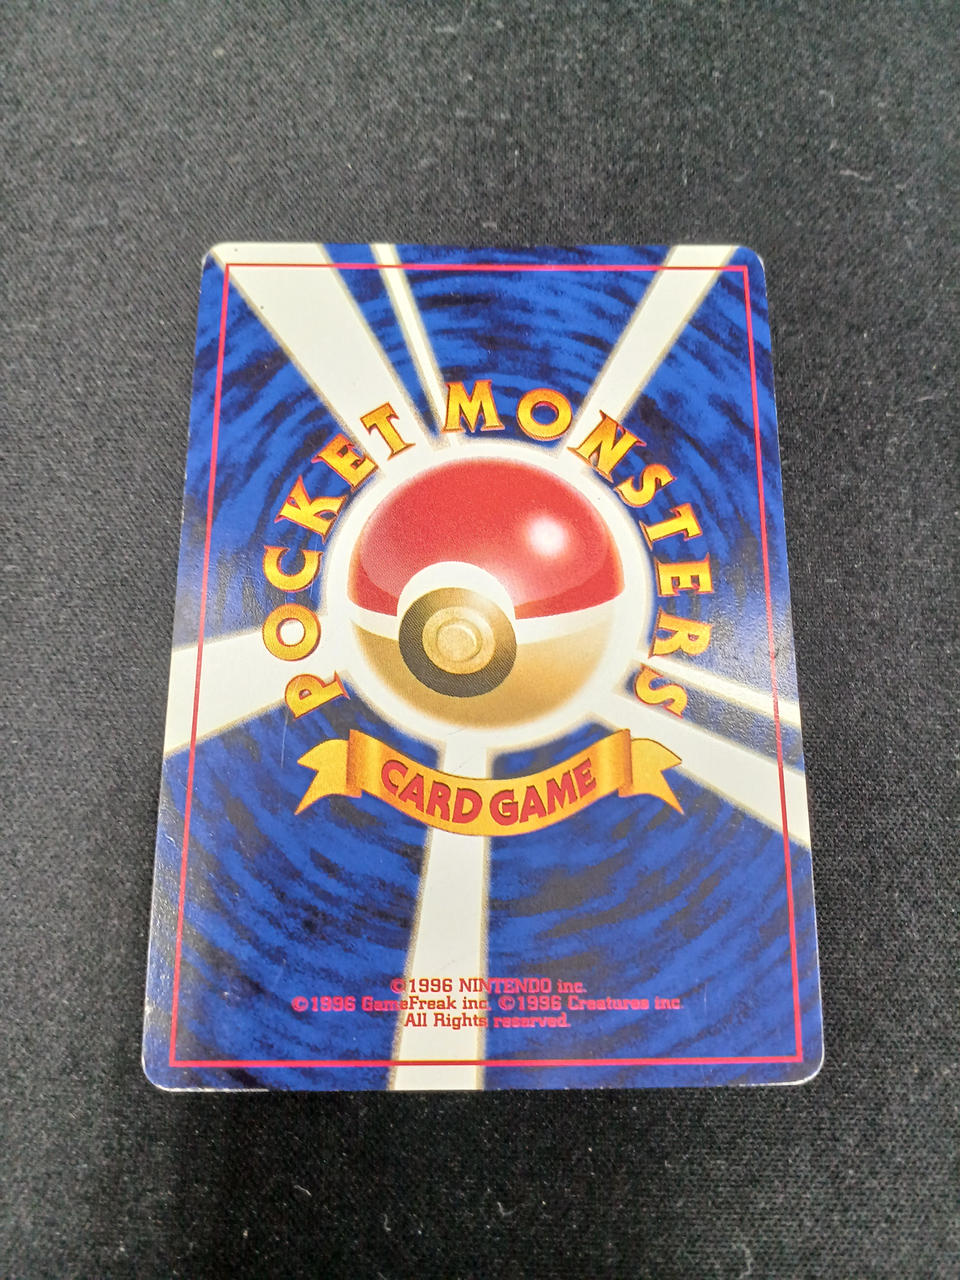 POCKET MONSTERS
CARD GAME
©1996 NINTENDO inc.
©1996 GameFreak inc. ©1996 Creatures inc.
All Rights reserved.